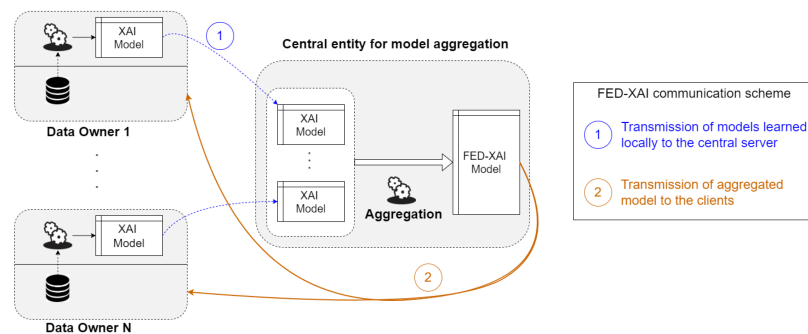 XAI
Model
Data Owner 1
XAI
Model
Data Owner N
1
Central entity for model aggregation
XAI
Model
XAI
Model
Aggregation
FED-XAI
Model
2
FED-XAI communication scheme
1
Transmission of models learned
locally to the central server
2
Transmission of aggregated
model to the clients